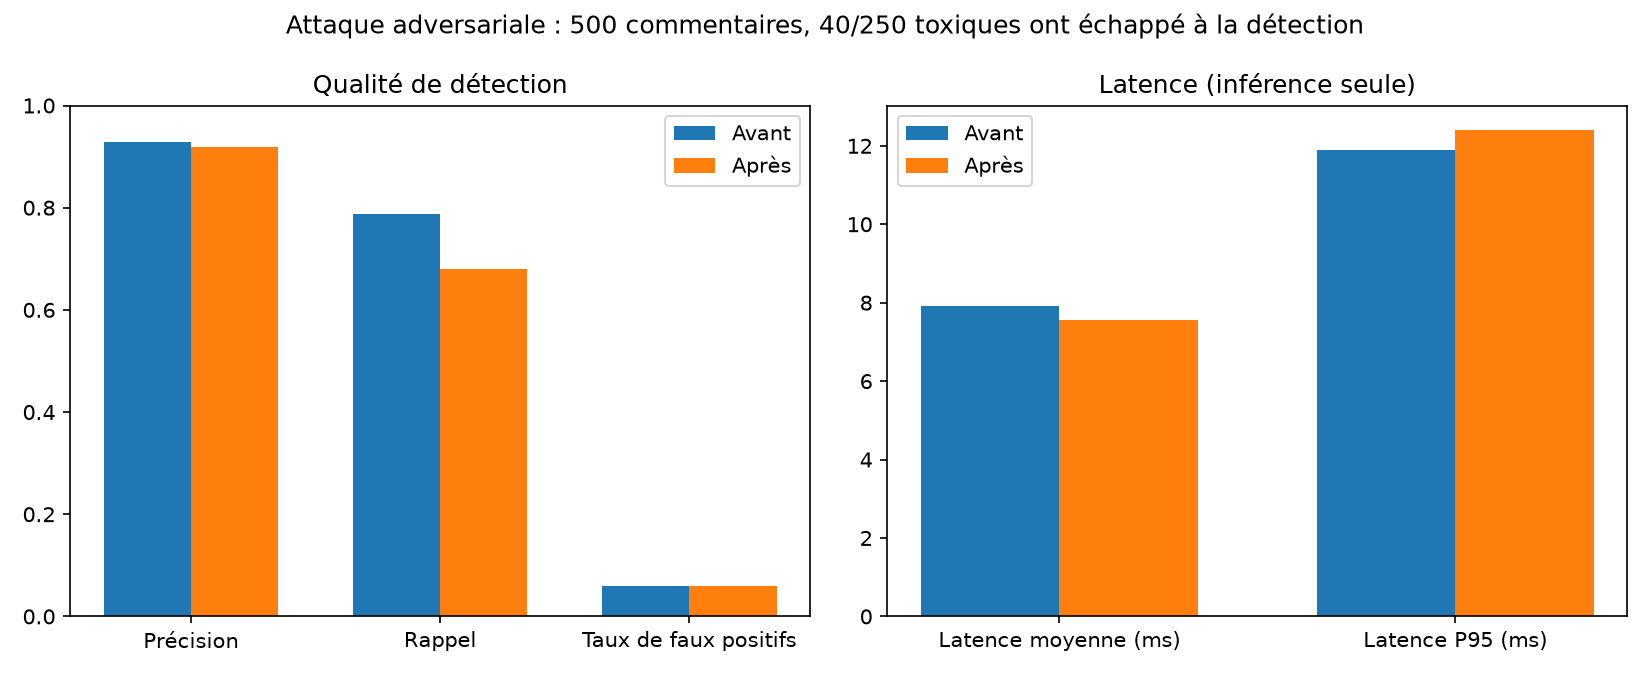 Attaque adversariale : 500 commentaires, 40/250 toxiques ont échappé à la détection
Qualité de détection
1.0
0.8
0.6
0.4
0.2
0.0
Avant
Après
Précision
Rappel
Taux de faux positifs
Latence (inférence seule)
12
10
8
6
4
2
0
Avant
Après
Latence moyenne (ms)
Latence P95 (ms)